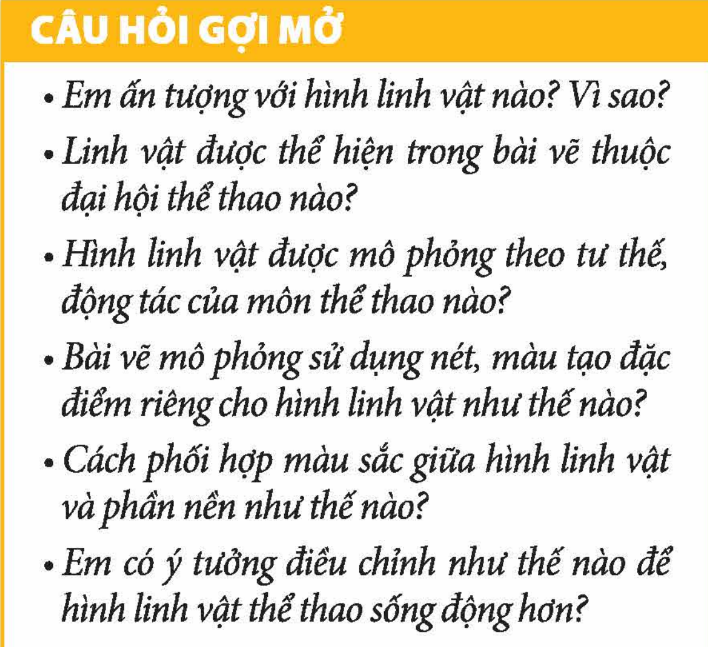 CÂU HỎI GỢI MỞ
• Em ấn tượng với hình linh vật nào? Vì sao?
• Linh vật được thể hiện trong bài vẽ thuộc
đại hội thể thao nào?
• Hình linh vật được mô phỏng theo tư thế,
động tác của môn thể thao nào?
• Bài vẽ mô phỏng sử dụng nét, màu tạo đặc
điểm riêng cho hình linh vật như thế nào?
• Cách phối hợp màu sắc giữa hình linh vật
và phần nền như thế nào?
• Em có ý tưởng điều chỉnh như thế nào để
hình linh vật thể thao sống động hơn?